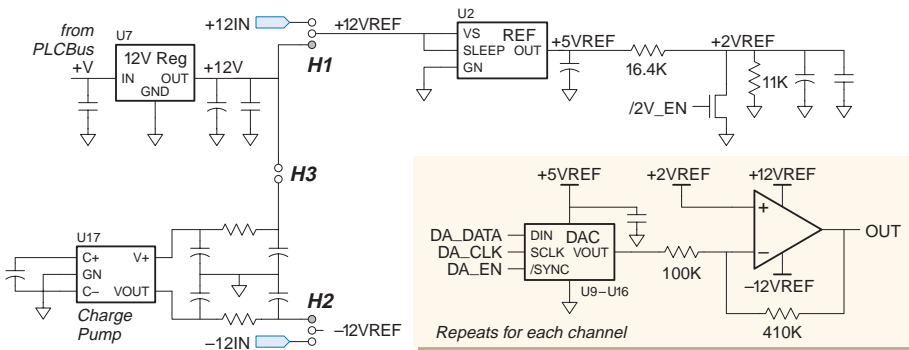 from
PLCBus
+V
U7
12V Reg
IN
OUT
GND
+12V
+12IN
+12VREF
H1
U2
VS
REF
SLEEP
OUT
GN
+5VREF
16.4K
+2VREF
11K
/2V_EN
H3
U17
C+
V+
GN
C–
VOUT
Charge
Pump
H2
–12VREF
–12IN
+5VREF
DA_DATA
DA_CLK
DA_EN
DIN
DAC
SCLK
VOUT
/SYNC
U9–U16
100K
+2VREF
+12VREF
+
–
OUT
–12VREF
410K
Repeats for each channel